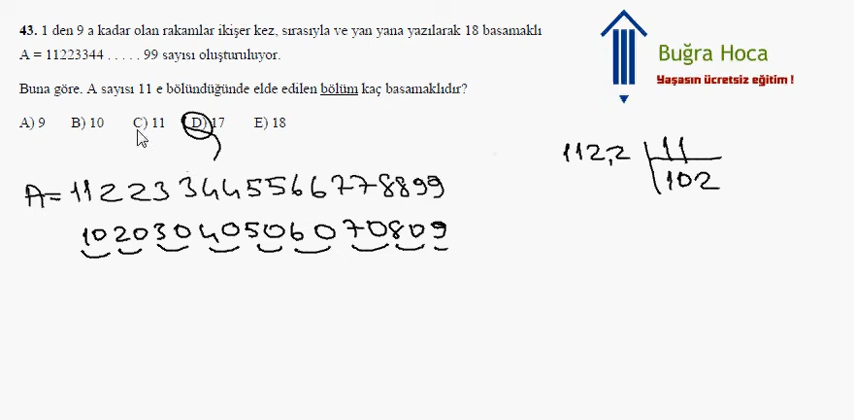 43. 1 den 9 a kadar olan rakamlar ikişer kez, sırasıyla ve yan yana yazılarak 18 basamaklı
A = 11223344 . . . . . 99 sayısı oluşturuluyor.
Buna göre. A sayısı 11 e bölündüğünde elde edilen bölüm kaç basamaklıdır?
A) 9 B) 10 C) 11 D) 17 E) 18
Buğra Hoca
Yaşasın ücretsiz eğitim !
112,2 11
102
A= 112233445566778899
10203040506070809